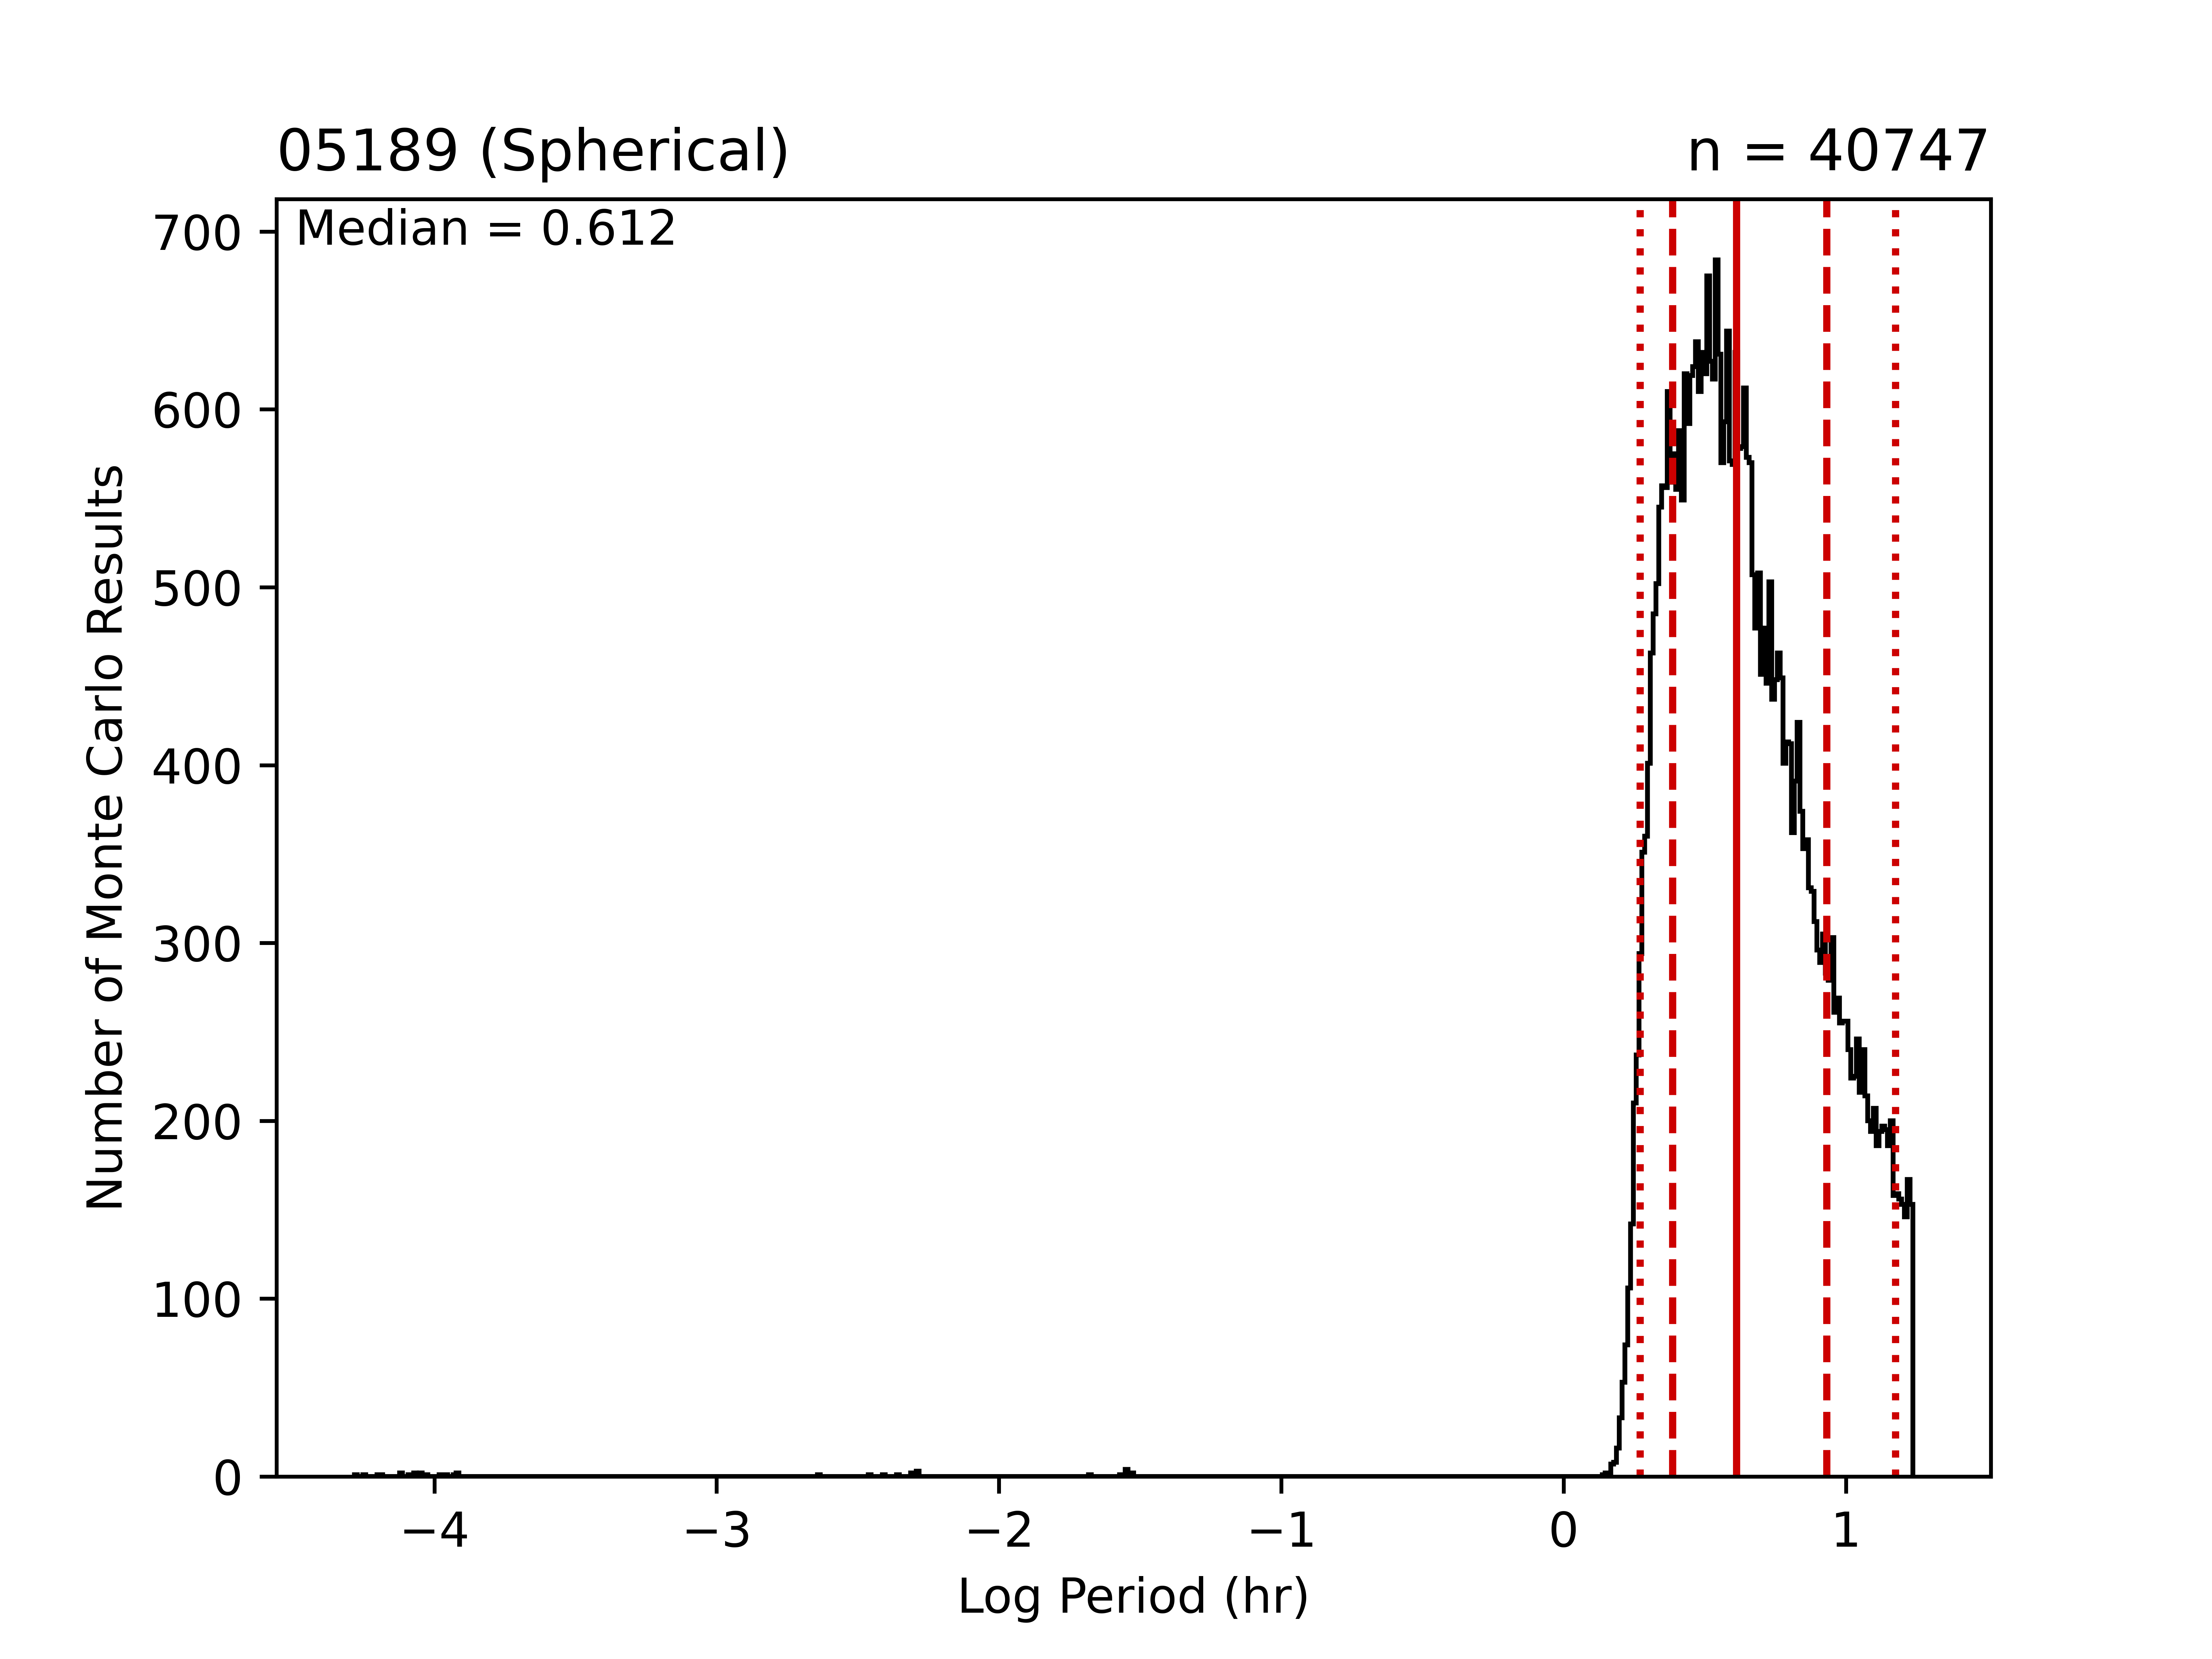 05189 (Spherical)
n = 40747
Median = 0.612
700
600
500
400
300
200
100
0
Number of Monte Carlo Results
−4 −3 −2 −1 0 1
Log Period (hr)